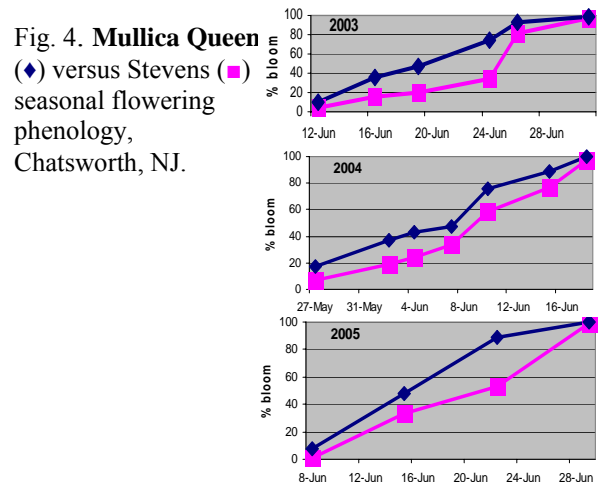 Fig. 4. Mullica Queen
(♦) versus Stevens (■)
seasonal flowering
phenology,
Chatsworth, NJ.
2003
% bloom
100
80
60
40
20
0
12-Jun 16-Jun 20-Jun 24-Jun 28-Jun
2004
% bloom
100
80
60
40
20
0
27-May 31-May 4-Jun 8-Jun 12-Jun 16-Jun
2005
% bloom
100
80
60
40
20
0
8-Jun 12-Jun 16-Jun 20-Jun 24-Jun 28-Jun